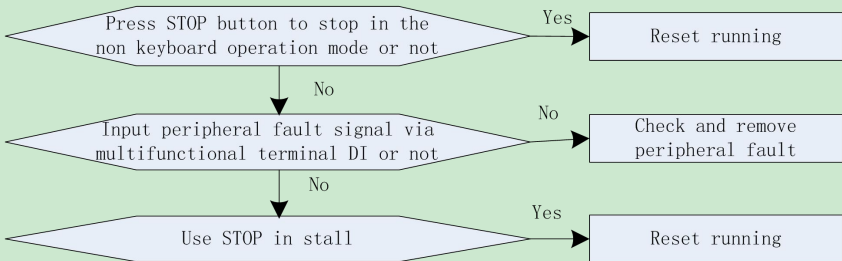 Press STOP button to stop in the
non keyboard operation mode or not
Yes
Reset running
No
Input peripheral fault signal via
multifunctional terminal DI or not
No
Check and remove
peripheral fault
No
Use STOP in stall
Yes
Reset running